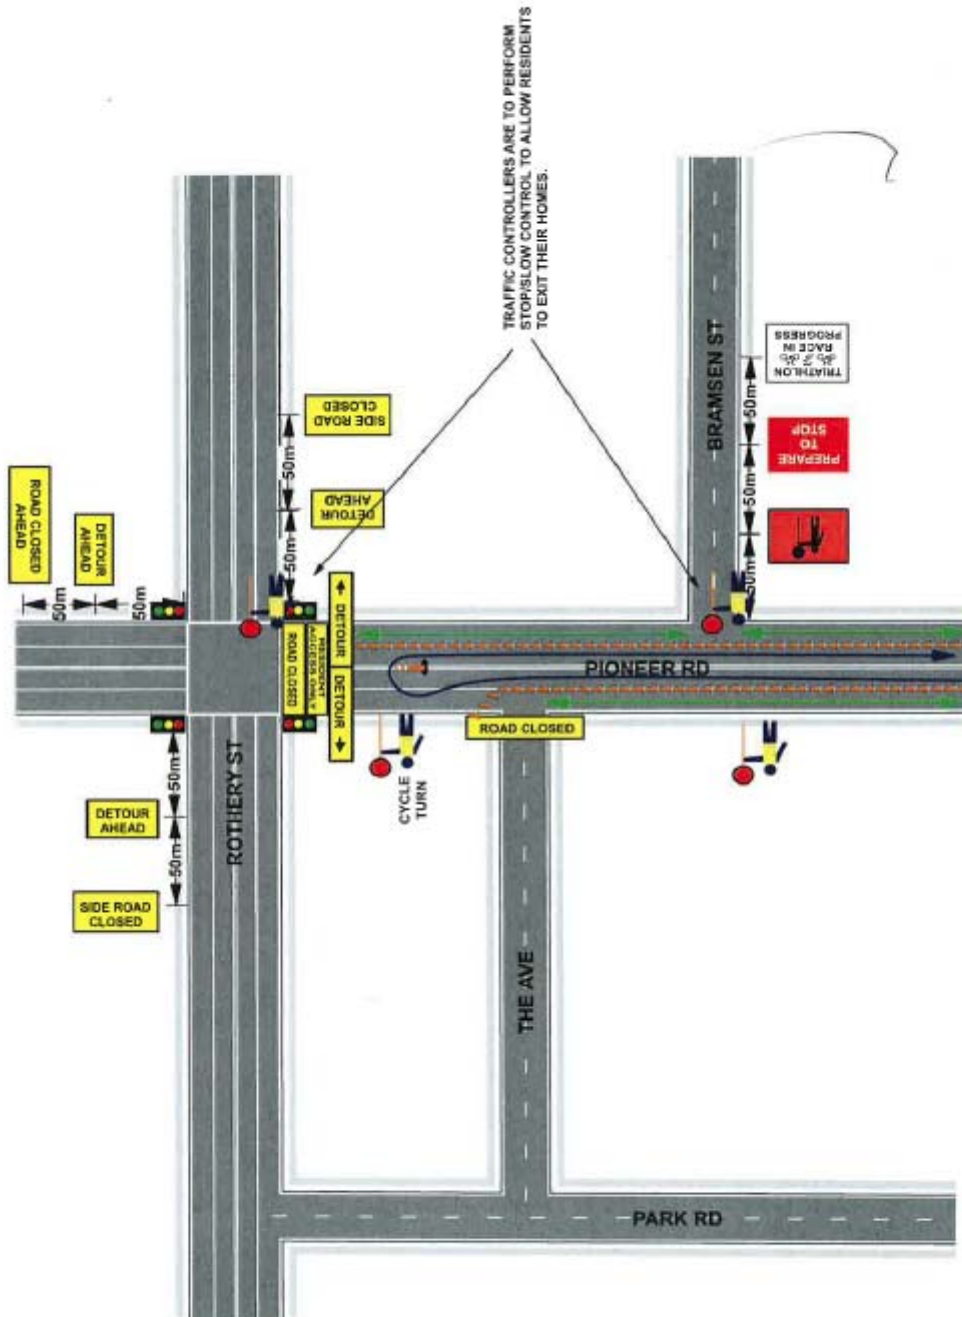 TRAFFIC CONTROLLERS ARE TO PERFORM
STOP/SLOW CONTROL TO ALLOW RESIDENTS
TO EXIT THEIR HOMES.
ROAD CLOSED
AHEAD
50m
DETOUR
AHEAD
50m
SIDE ROAD
CLOSED
50m
DETOUR
AHEAD
50m
BRAMSEN ST
TRIATHLON
RACE IN
PROGRESS
50m
PREPARE
TO
STOP
50m
50m
ROAD CLOSED
RESIDENT
ACCESS ONLY
DETOUR
DETOUR
PIONEER RD
ROAD CLOSED
CYCLE
TURN
ROTHERY ST
50m
DETOUR
AHEAD
50m
SIDE ROAD
CLOSED
THE AVE
PARK RD